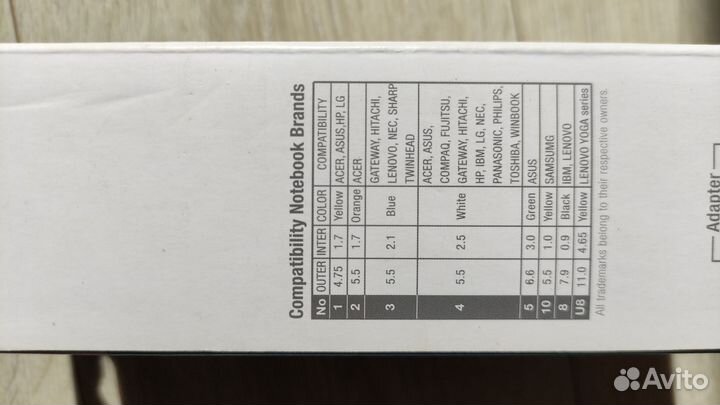 Compatibility Notebook Brands
No OUTER INTER COLOR COMPATIBILITY
1 4.75 1.7 Yellow ACER, ASUS,HP, LG
2 5.5 1.7 Orange ACER
3 5.5 2.1 Blue GATEWAY, HITACHI,
LENOVO, NEC, SHARP
TWINHEAD
4 5.5 2.5 White ACER, ASUS,
COMPAQ, FUJITSU,
GATEWAY, HITACHI,
HP, IBM, LG, NEC,
PANASONIC, PHILIPS,
TOSHIBA, WINBOOK
5 6.6 3.0 Green ASUS
10 5.5 1.0 Yellow SAMSUMG
8 7.9 0.9 Black IBM, LENOVO
U8 11.0 4.65 Yellow LENOVO YOGA series
All trademarks belong to their respective owners.
Adapter
Avito